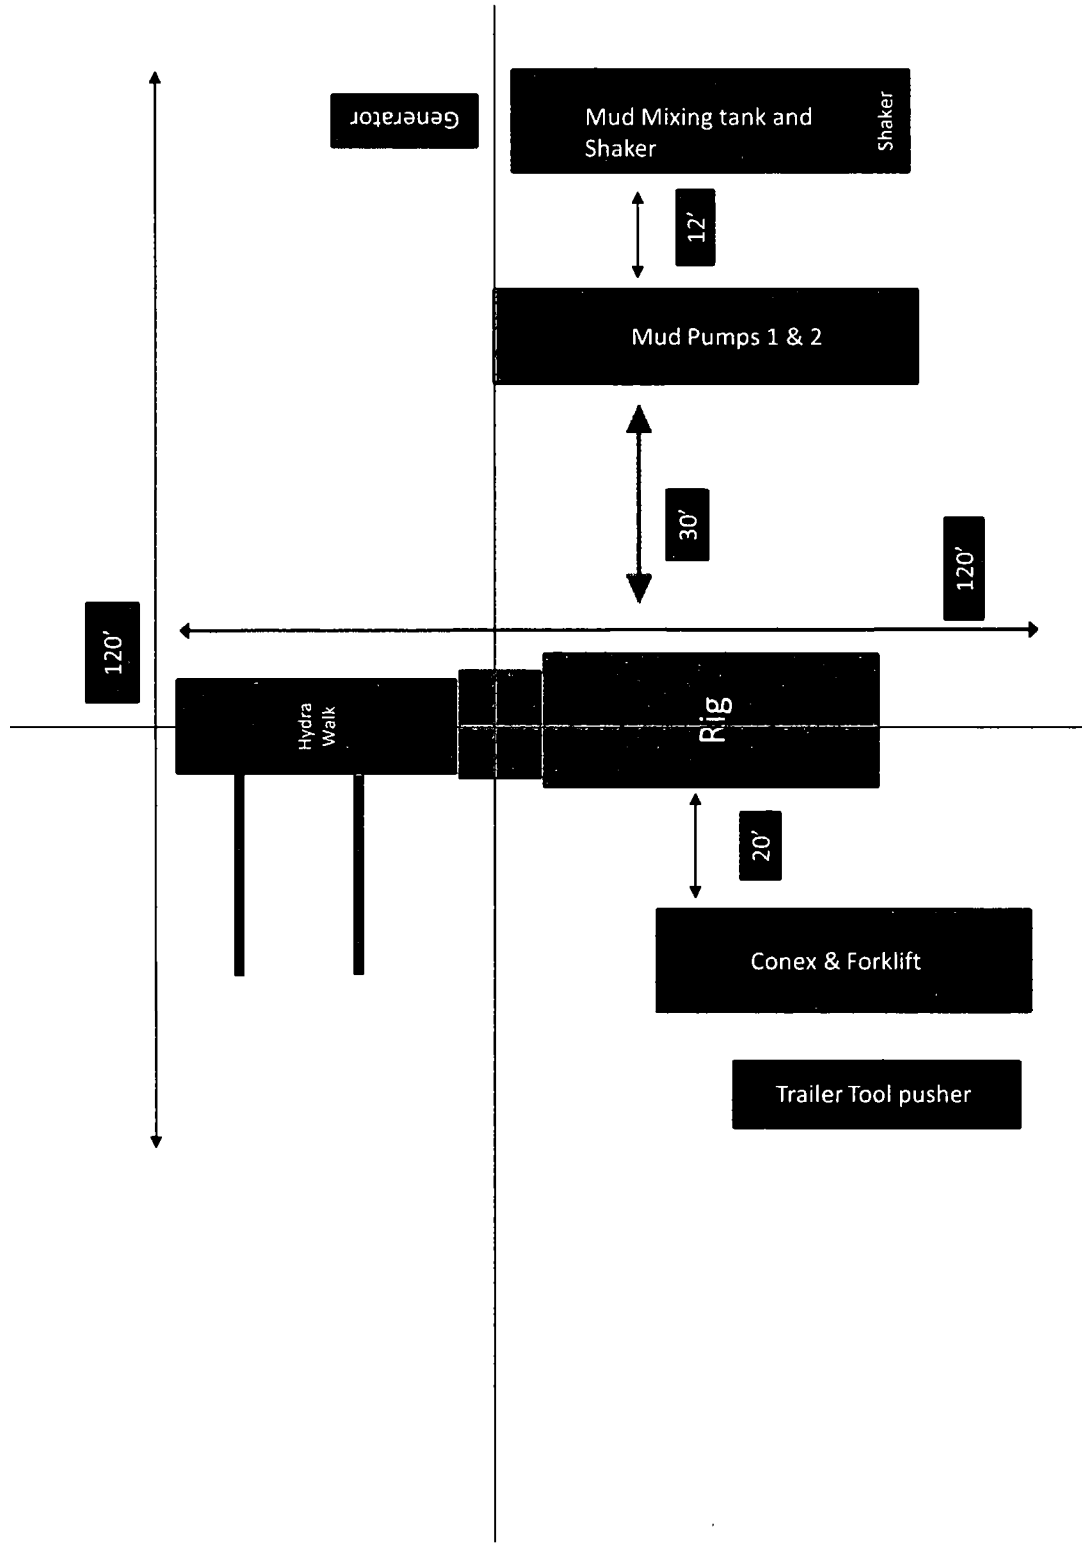 Generator
Mud Mixing tank and
Shaker
Shaker
12'
Mud Pumps 1 & 2
30'
120'
120'
Hydra
Walk
Rig
20'
Conex & Forklift
Trailer Tool pusher